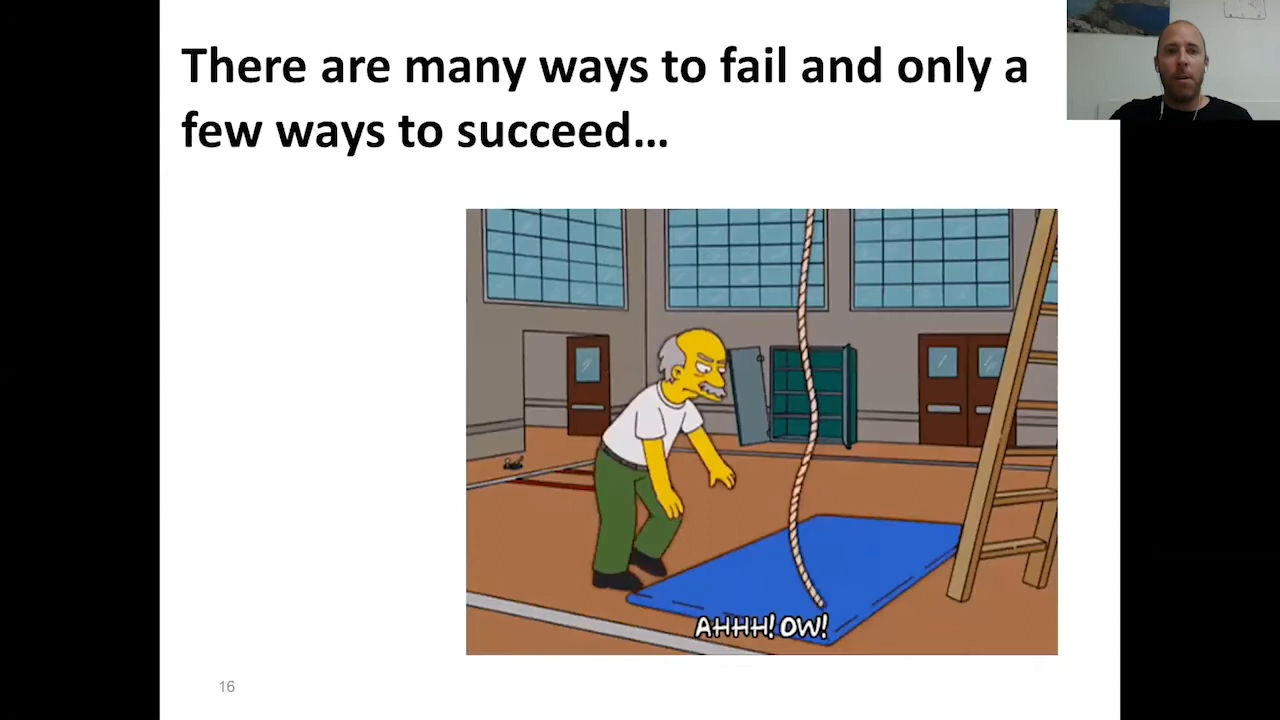 There are many ways to fail and only a
few ways to succeed…
AHHH! OW!
16